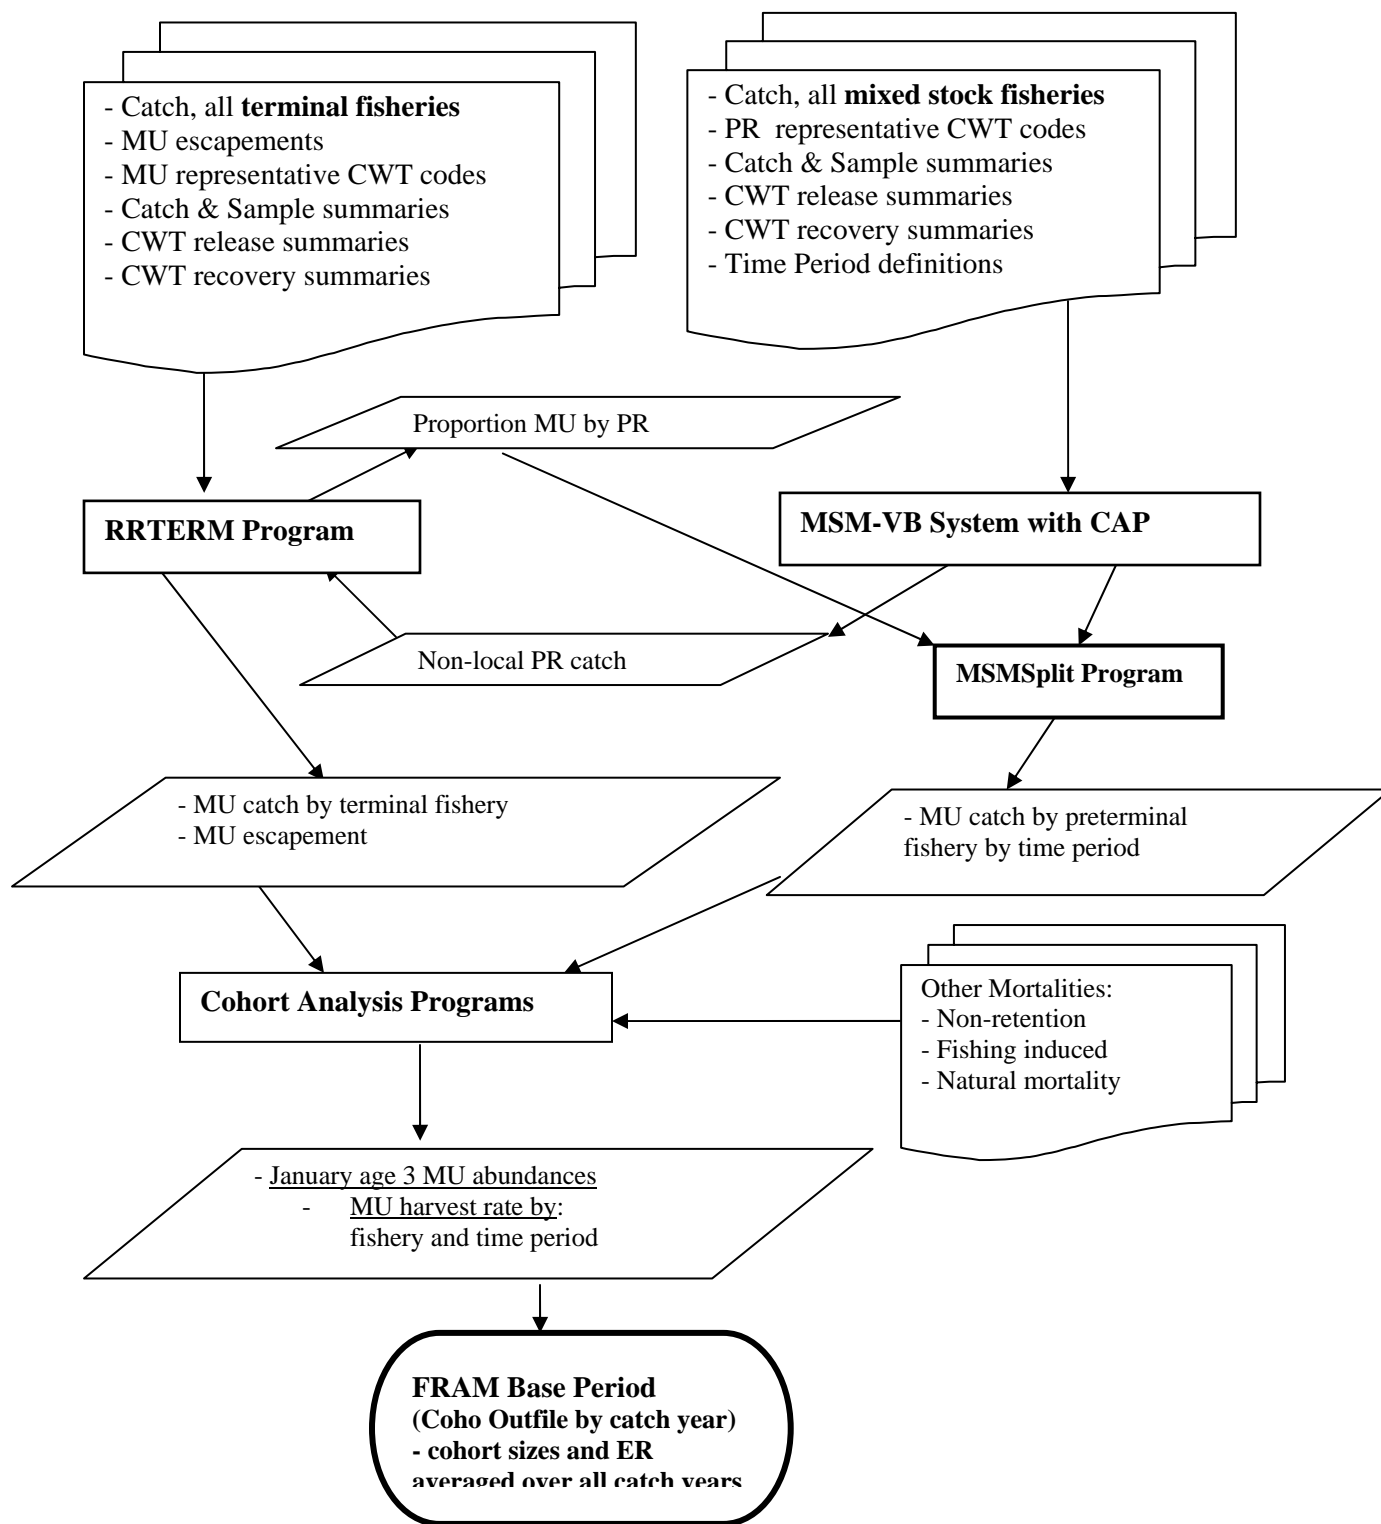 - Catch, all terminal fisheries
- MU escapements
- MU representative CWT codes
- Catch & Sample summaries
- CWT release summaries
- CWT recovery summaries
- Catch, all mixed stock fisheries
- PR representative CWT codes
- Catch & Sample summaries
- CWT release summaries
- CWT recovery summaries
- Time Period definitions
Proportion MU by PR
RRTERM Program
MSM-VB System with CAP
Non-local PR catch
MSMSplit Program
- MU catch by terminal fishery
- MU escapement
- MU catch by preterminal
fishery by time period
Cohort Analysis Programs
Other Mortalities:
- Non-retention
- Fishing induced
- Natural mortality
- January age 3 MU abundances
- MU harvest rate by:
fishery and time period
FRAM Base Period
(Coho Outfile by catch year)
- cohort sizes and ER
averaged over all catch years